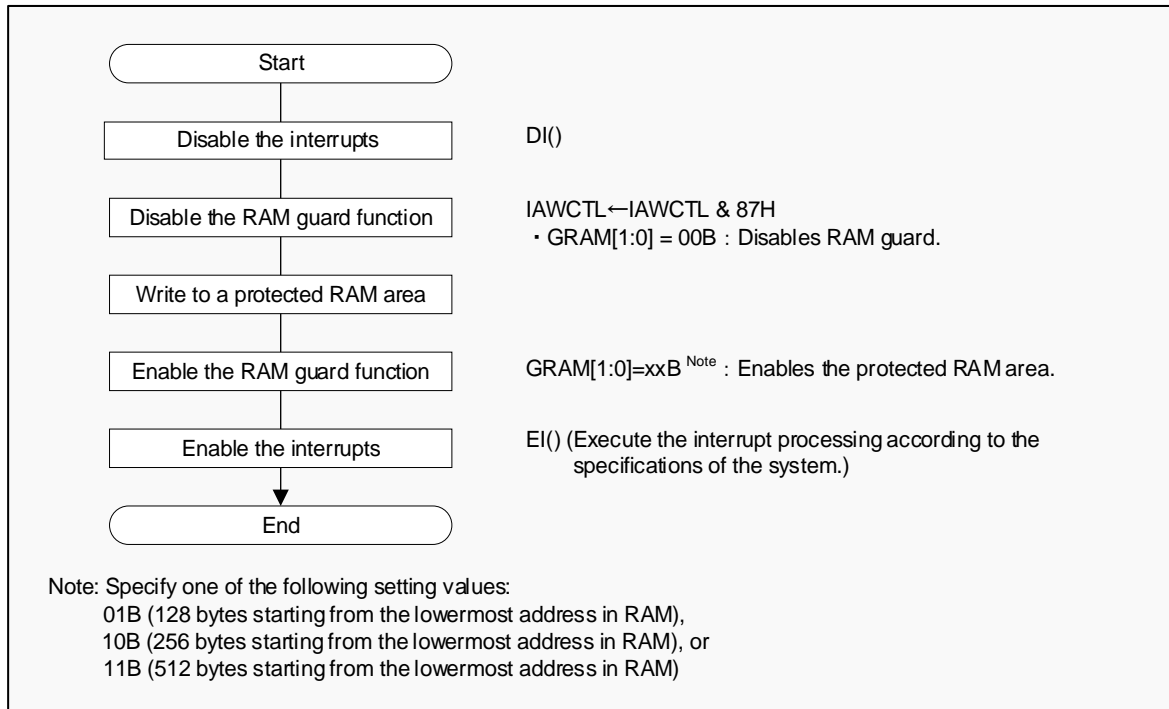 Start
Disable the interrupts
DI()
Disable the RAM guard function
IAWCTL←IAWCTL & 87H
・GRAM[1:0] = 00B：Disables RAM guard.
Write to a protected RAM area
Enable the RAM guard function
GRAM[1:0]=xxB Note：Enables the protected RAM area.
Enable the interrupts
EI() (Execute the interrupt processing according to the
specifications of the system.)
End
Note: Specify one of the following setting values:
01B (128 bytes starting from the lowermost address in RAM),
10B (256 bytes starting from the lowermost address in RAM), or
11B (512 bytes starting from the lowermost address in RAM)